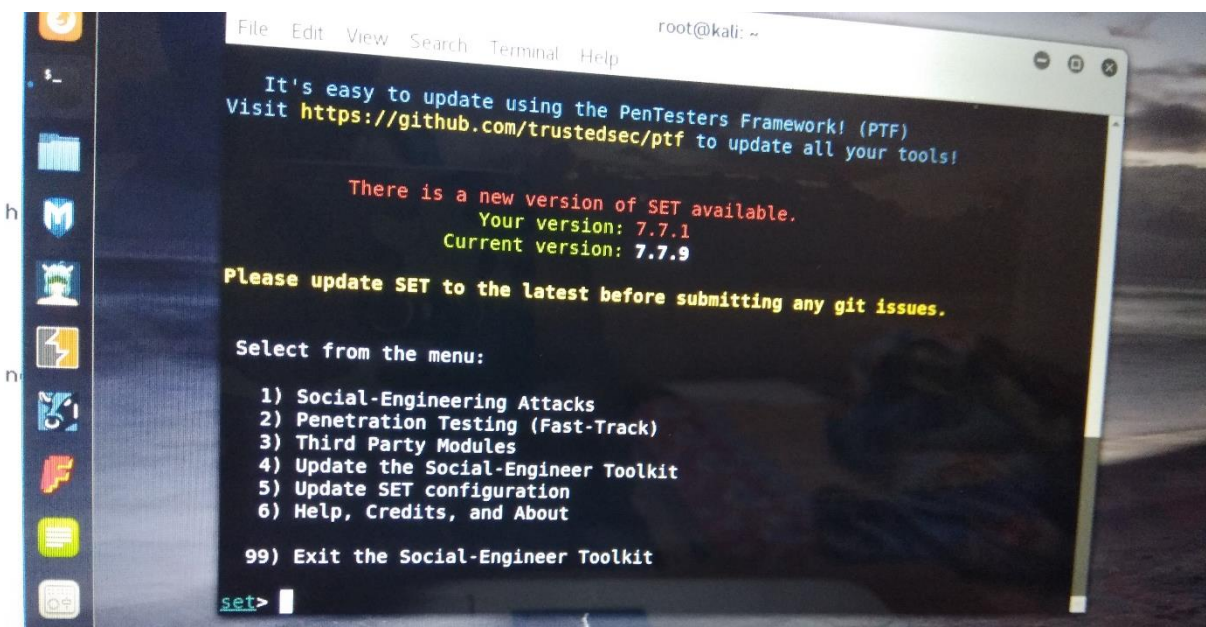 root@kali: ~
File Edit View Search Terminal Help
It's easy to update using the PenTesters Framework! (PTF)
Visit https://github.com/trustedsec/ptf to update all your tools!
There is a new version of SET available.
Your version: 7.7.1
Current version: 7.7.9
Please update SET to the latest before submitting any git issues.
Select from the menu:
1) Social-Engineering Attacks
2) Penetration Testing (Fast-Track)
3) Third Party Modules
4) Update the Social-Engineer Toolkit
5) Update SET configuration
6) Help, Credits, and About
99) Exit the Social-Engineer Toolkit
set>